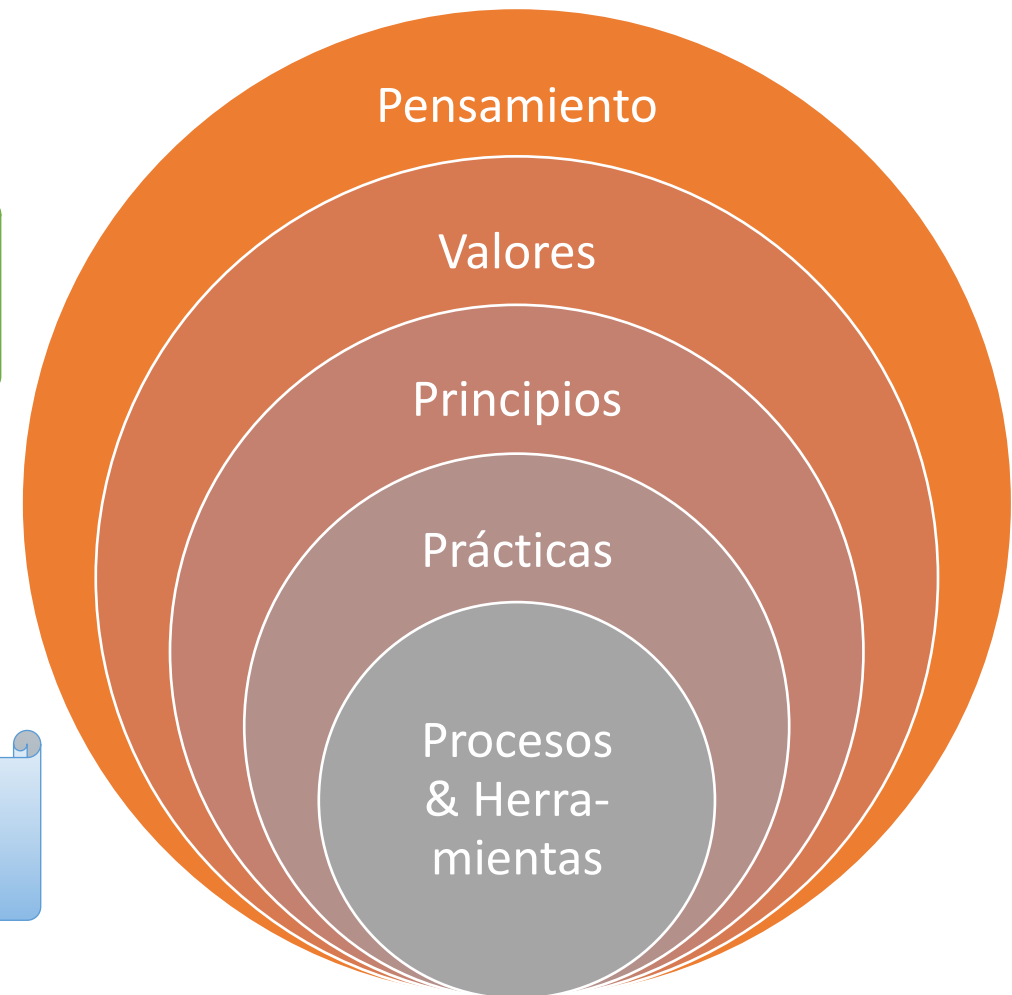 Pensamiento
Valores
Principios
Prácticas
Procesos
& Herra-
mientas